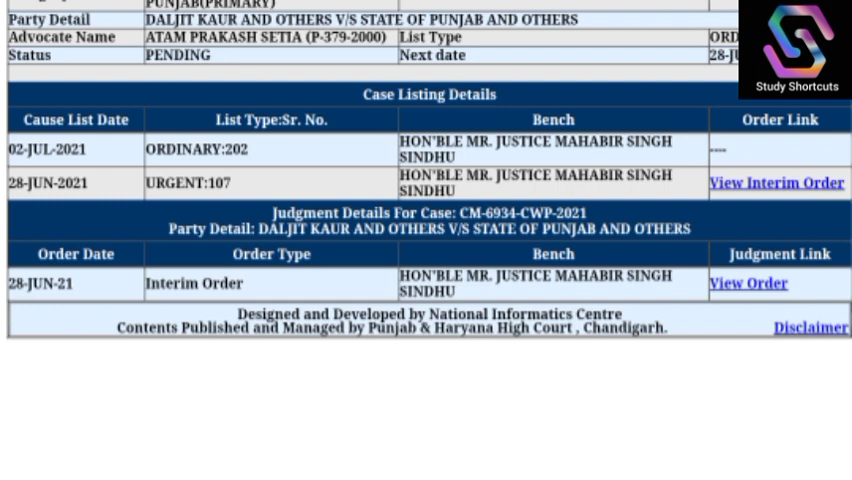 PUNJAB(PRIMARY)
Party Detail DALJIT KAUR AND OTHERS V/S STATE OF PUNJAB AND OTHERS
Advocate Name ATAM PRAKASH SETIA (P-379-2000) List Type
Status PENDING Next date
Study Shortcuts
Case Listing Details
Cause List Date List Type:Sr. No. Bench Order Link
02-JUL-2021 ORDINARY:202 HON'BLE MR. JUSTICE MAHABIR SINGH
SINDHU ----
28-JUN-2021 URGENT:107 HON'BLE MR. JUSTICE MAHABIR SINGH
SINDHU View Interim Order
Judgment Details For Case: CM-6934-CWP-2021
Party Detail: DALJIT KAUR AND OTHERS V/S STATE OF PUNJAB AND OTHERS
Order Date Order Type Bench Judgment Link
28-JUN-21 Interim Order HON'BLE MR. JUSTICE MAHABIR SINGH
SINDHU View Order
Designed and Developed by National Informatics Centre
Contents Published and Managed by Punjab & Haryana High Court , Chandigarh. Disclaimer